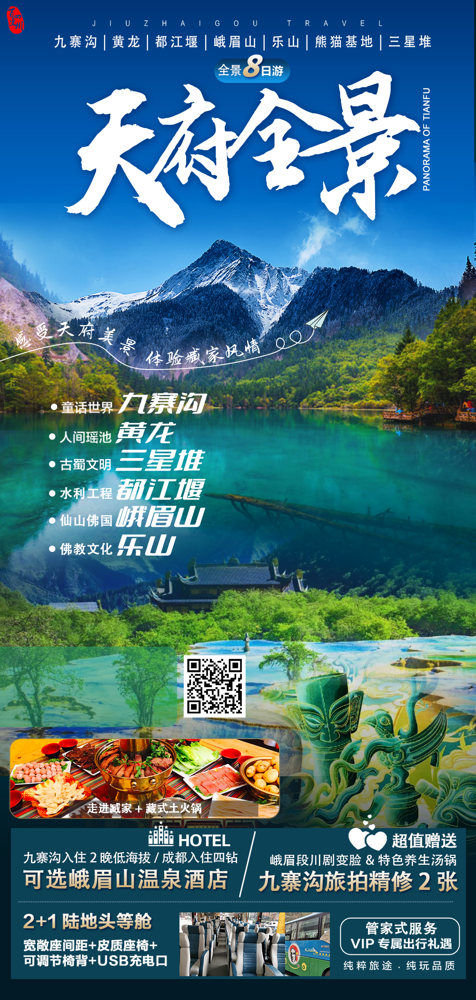 百达四川
JIUZHAIGOU TRAVEL
九寨沟|黄龙|都江堰|峨眉山|乐山|熊猫基地|三星堆
全景8日游
天府全景
PANORAMA OF TIANFU
感受天府美景
体验藏家风情
• 童话世界 九寨沟
• 人间瑶池 黄龙
• 古蜀文明 三星堆
• 水利工程 都江堰
• 仙山佛国 峨眉山
• 佛教文化 乐山
走进藏家 + 藏式土火锅
HOTEL
九寨沟入住 2 晚低海拔 / 成都入住四钻
可选峨眉山温泉酒店
超值赠送
峨眉段川剧变脸 & 特色养生汤锅
九寨沟旅拍精修 2 张
2+1 陆地头等舱
宽敞座间距+皮质座椅+
可调节椅背+USB充电口
管家式服务
VIP 专属出行礼遇
纯粹旅途 . 纯玩品质